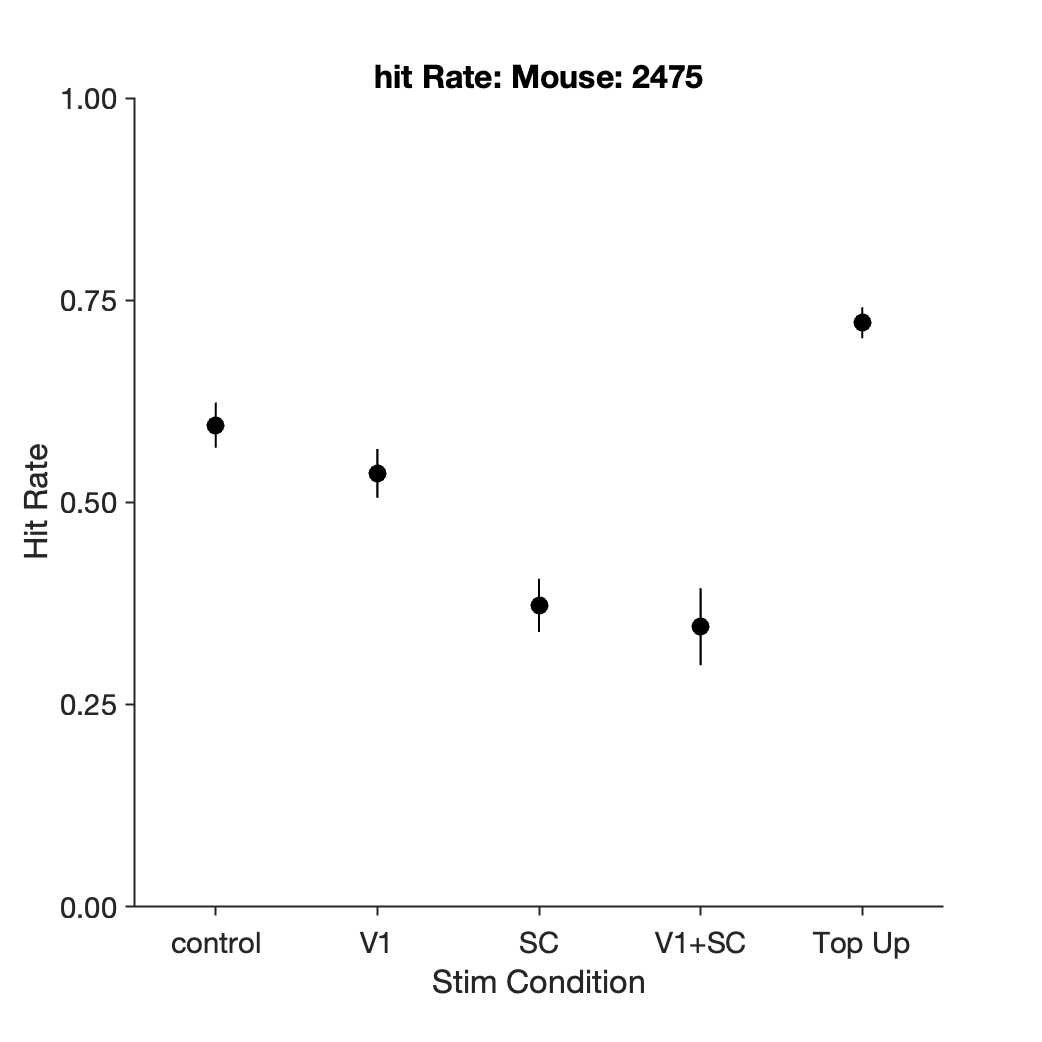 hit Rate: Mouse: 2475
1.00
0.75
0.50
0.25
0.00
Hit Rate
control V1 SC V1+SC Top Up
Stim Condition